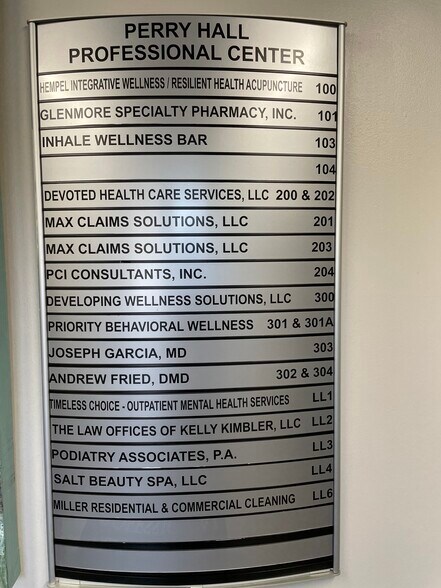 PERRY HALL
PROFESSIONAL CENTER
HEMPEL INTEGRATIVE WELLNESS / RESILIENT HEALTH ACUPUNCTURE 100
GLENMORE SPECIALTY PHARMACY, INC. 101
INHALE WELLNESS BAR 103
104
DEVOTED HEALTH CARE SERVICES, LLC 200 & 202
MAX CLAIMS SOLUTIONS, LLC 201
MAX CLAIMS SOLUTIONS, LLC 203
PCI CONSULTANTS, INC. 204
DEVELOPING WELLNESS SOLUTIONS, LLC 300
PRIORITY BEHAVIORAL WELLNESS 301 & 301A
JOSEPH GARCIA, MD 303
ANDREW FRIED, DMD 302 & 304
TIMELESS CHOICE - OUTPATIENT MENTAL HEALTH SERVICES LL1
THE LAW OFFICES OF KELLY KIMBLER, LLC LL2
PODIATRY ASSOCIATES, P.A. LL3
SALT BEAUTY SPA, LLC LL4
MILLER RESIDENTIAL & COMMERCIAL CLEANING LL6